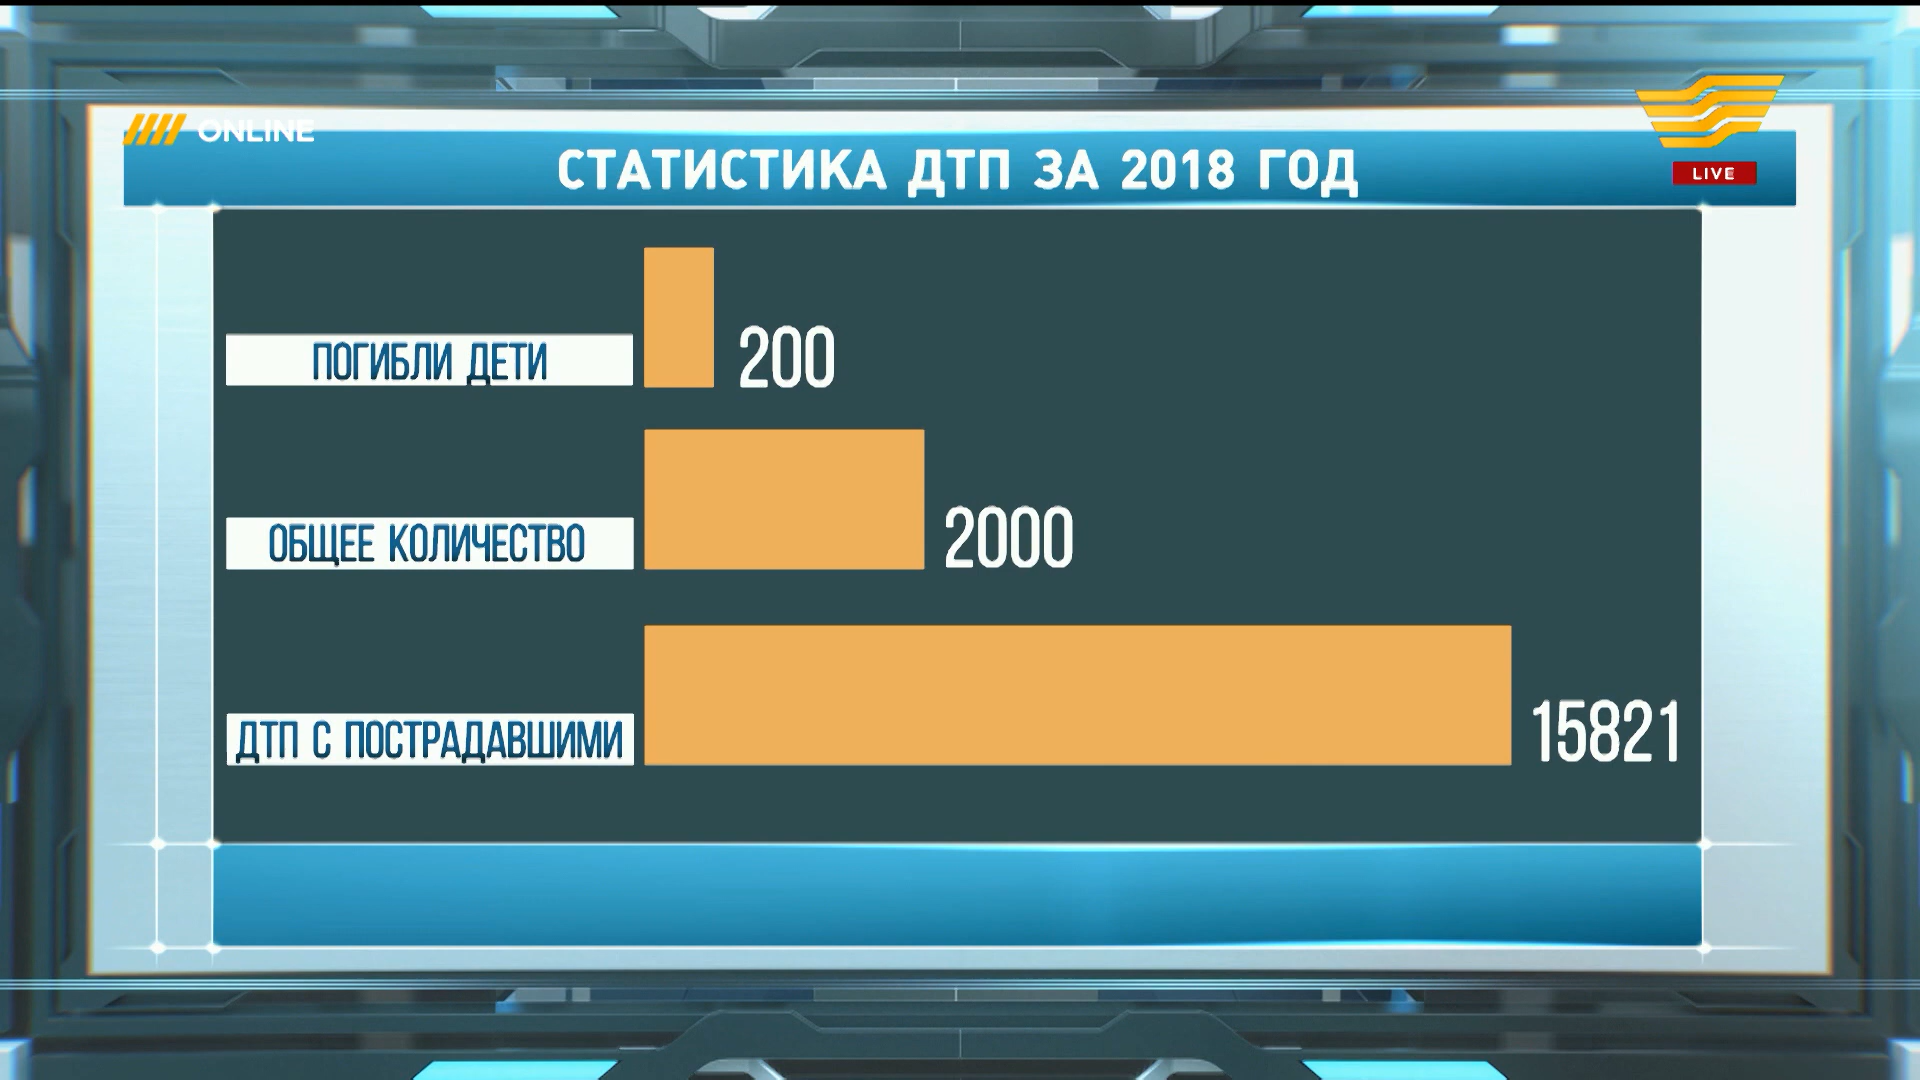 ONLINE
СТАТИСТИКА ДТП ЗА 2018 ГОД
LIVE
ПОГИБЛИ ДЕТИ 200
ОБЩЕЕ КОЛИЧЕСТВО 2000
ДТП С ПОСТРАДАВШИМИ 15821